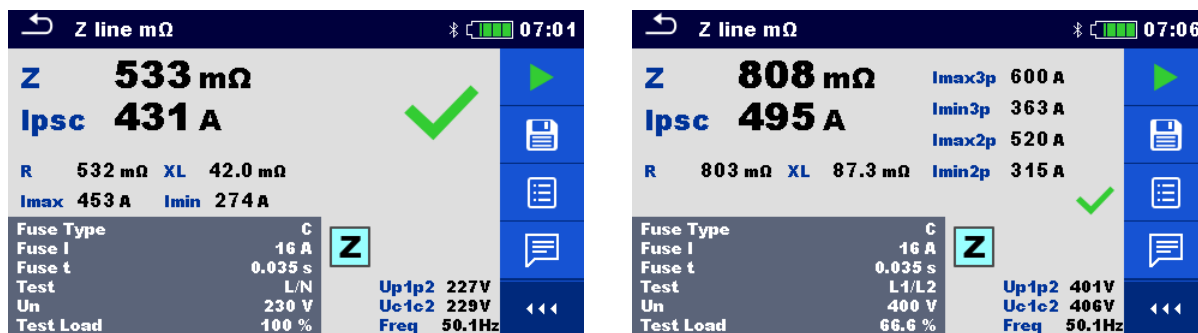 Z line mΩ 07:01
Z 533 mΩ
Ipsc 431 A
R 532 mΩ XL 42.0 mΩ
Imax 453 A Imin 274 A
Fuse Type C
Fuse I 16 A
Fuse t 0.035 s
Test L/N
Un 230 V
Test Load 100 %
Z
Up1p2 227V
Uc1c2 229V
Freq 50.1Hz
Z line mΩ 07:06
Z 808 mΩ
Ipsc 495 A
Imax3p 600 A
Imin3p 363 A
Imax2p 520 A
Imin2p 315 A
R 803 mΩ XL 87.3 mΩ
Fuse Type C
Fuse I 16 A
Fuse t 0.035 s
Test L1/L2
Un 400 V
Test Load 66.6 %
Z
Up1p2 401V
Uc1c2 406V
Freq 50.1Hz